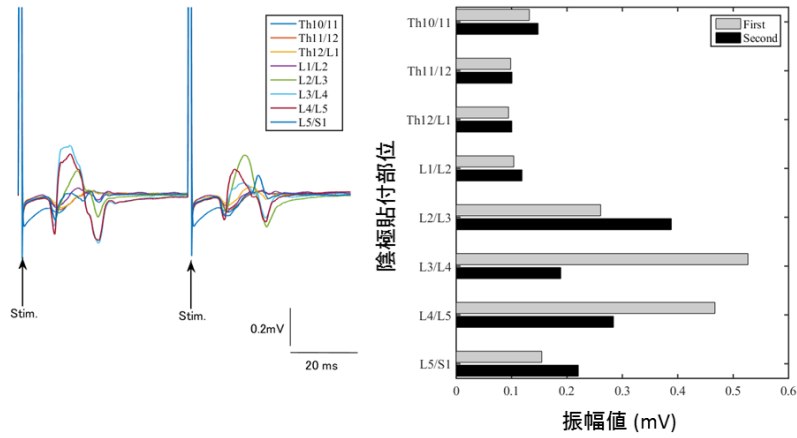 Th10/11
Th11/12
Th12/L1
L1/L2
L2/L3
L3/L4
L4/L5
L5/S1
Stim.
Stim.
0.2mV
20 ms
First
Second
陰極貼付部位
Th10/11
Th11/12
Th12/L1
L1/L2
L2/L3
L3/L4
L4/L5
L5/S1
0 0.1 0.2 0.3 0.4 0.5 0.6
振幅値 (mV)